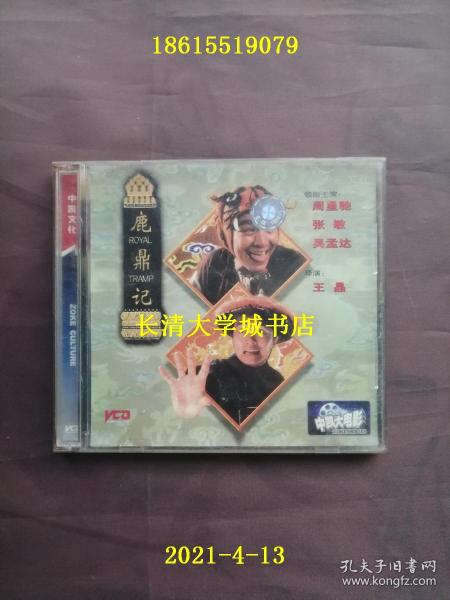 18615519079
中凯文化
ZOKE CULTURE
VCD
鹿
ROYAL
鼎
TRAMP
记
领衔主演:
周星驰
张敏
吴孟达
导演:
王晶
长清大学城书店
VCD
中凯大电影
2021-4-13
孔夫子旧书网
www.kongfz.com